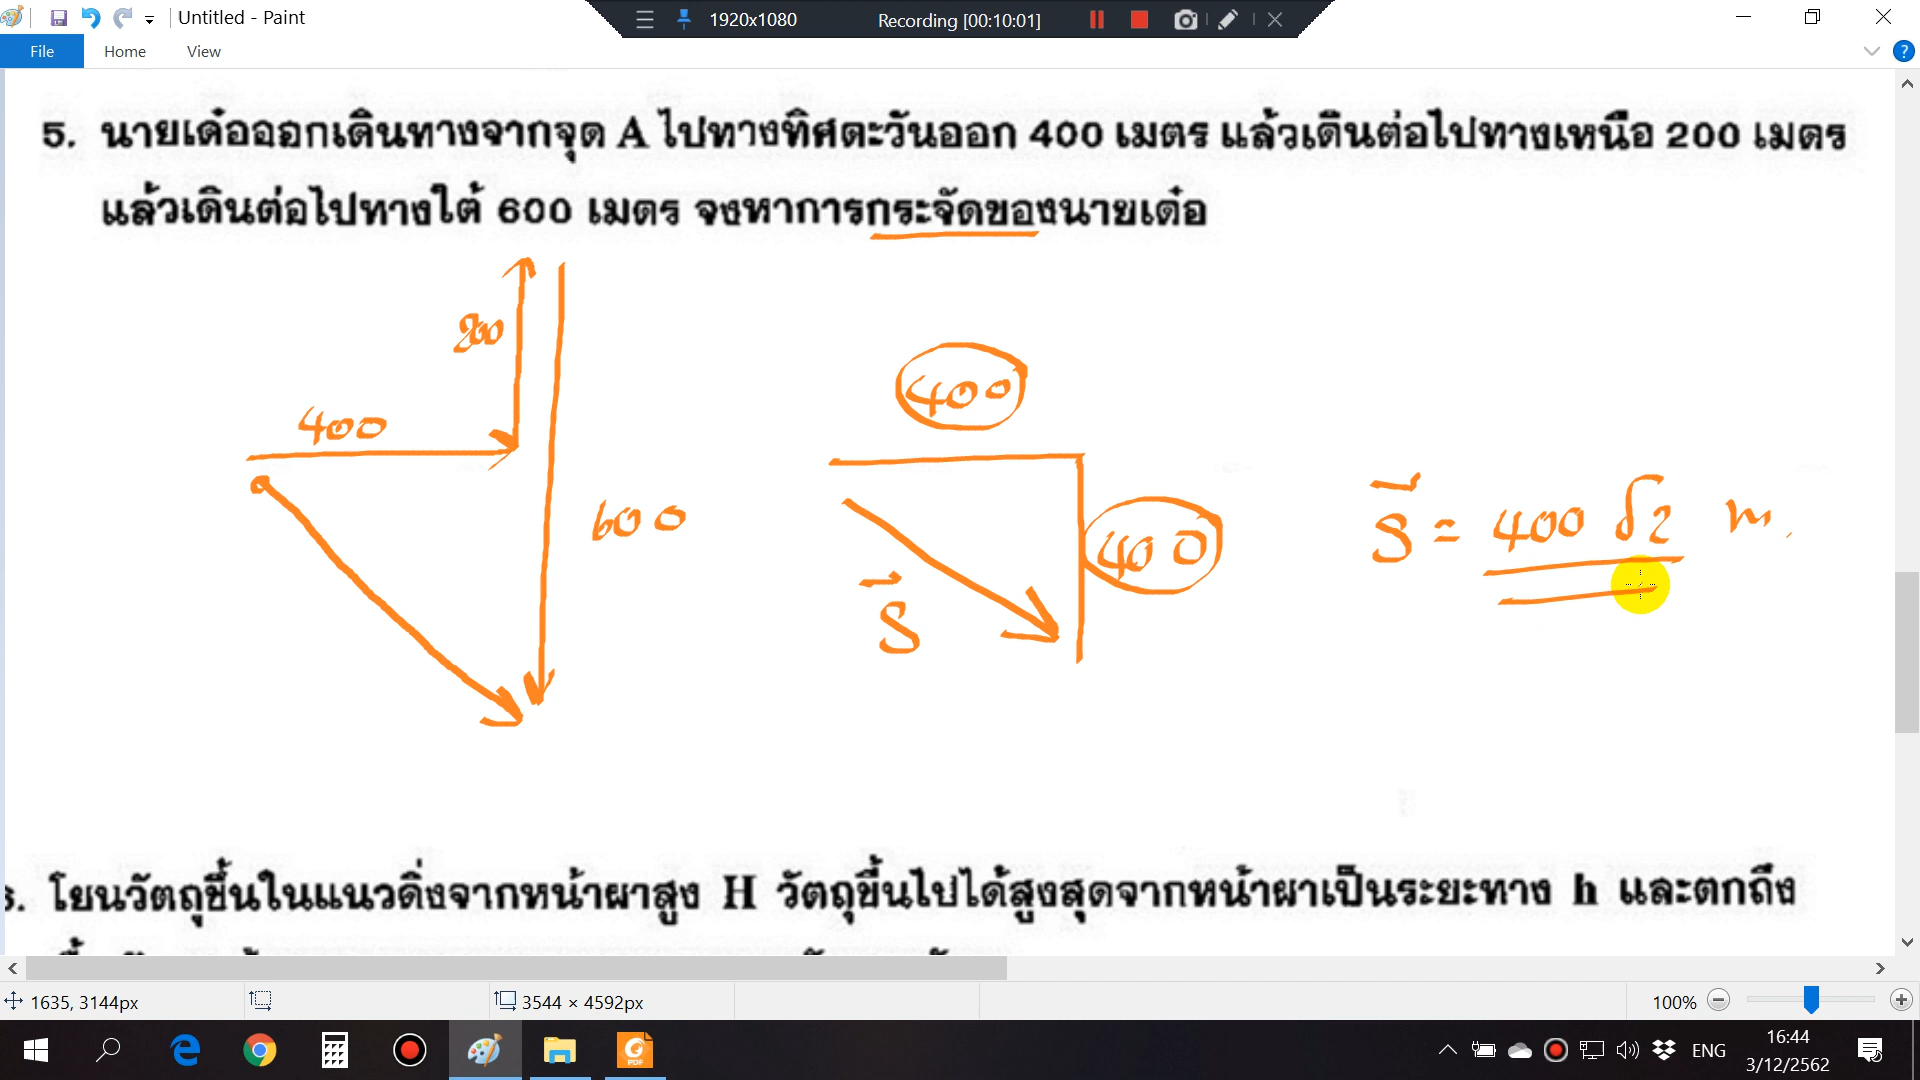 Untitled - Paint
1920x1080
Recording [00:10:01]
File
Home
View
5. นายเด๋อออกเดินทางจากจุด A ไปทางทิศตะวันออก 400 เมตร แล้วเดินต่อไปทางเหนือ 200 เมตร
แล้วเดินต่อไปทางใต้ 600 เมตร จงหาการกระจัดของนายเด๋อ
200
400
400
600
400
S
S = 400 √2 m.
โยนวัตถุขึ้นในแนวดิ่งจากหน้าผาสูง H วัตถุขึ้นไปได้สูงสุดจากหน้าผาเป็นระยะทาง h และตกถึง
1635, 3144px
3544 × 4592px
100%
PDF
ENG
16:44
3/12/2562